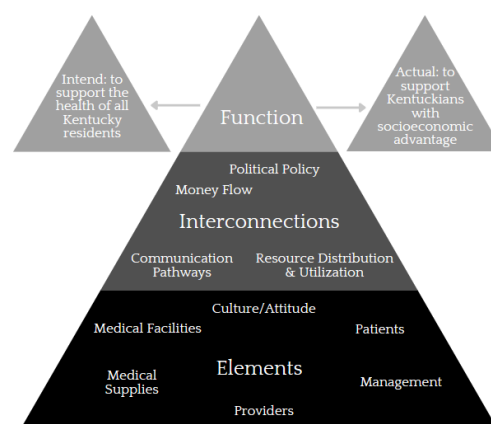 Intend: to
support the
health of all
Kentucky
residents
Function
Actual: to
support
Kentuckians
with
socioeconomic
advantage
Political Policy
Money Flow
Interconnections
Communication
Pathways
Resource Distribution
& Utilization
Culture/Attitude
Medical Facilities
Patients
Elements
Medical
Supplies
Management
Providers